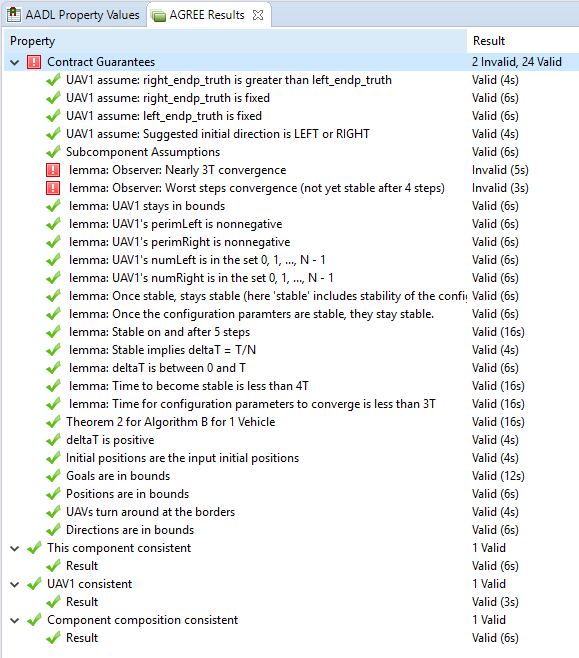 AADL Property Values AGREE Results
Property Result
Contract Guarantees 2 Invalid, 24 Valid
UAV1 assume: right_endp_truth is greater than left_endp_truth Valid (4s)
UAV1 assume: right_endp_truth is fixed Valid (6s)
UAV1 assume: left_endp_truth is fixed Valid (6s)
UAV1 assume: Suggested initial direction is LEFT or RIGHT Valid (4s)
Subcomponent Assumptions Valid (6s)
lemma: Observer: Nearly 3T convergence Invalid (5s)
lemma: Observer: Worst steps convergence (not yet stable after 4 steps) Invalid (3s)
lemma: UAV1 stays in bounds Valid (6s)
lemma: UAV1's perimLeft is nonnegative Valid (6s)
lemma: UAV1's perimRight is nonnegative Valid (6s)
lemma: UAV1's numLeft is in the set 0, 1, ..., N - 1 Valid (6s)
lemma: UAV1's numRight is in the set 0, 1, ..., N - 1 Valid (6s)
lemma: Once stable, stays stable (here 'stable' includes stability of the config Valid (6s)
lemma: Once the configuration paramters are stable, they stay stable. Valid (6s)
lemma: Stable on and after 5 steps Valid (16s)
lemma: Stable implies deltaT = T/N Valid (4s)
lemma: deltaT is between 0 and T Valid (6s)
lemma: Time to become stable is less than 4T Valid (16s)
lemma: Time for configuration parameters to converge is less than 3T Valid (16s)
Theorem 2 for Algorithm B for 1 Vehicle Valid (16s)
deltaT is positive Valid (4s)
Initial positions are the input initial positions Valid (4s)
Goals are in bounds Valid (12s)
Positions are in bounds Valid (6s)
UAVs turn around at the borders Valid (4s)
Directions are in bounds Valid (6s)
This component consistent 1 Valid
Result Valid (6s)
UAV1 consistent 1 Valid
Result Valid (3s)
Component composition consistent 1 Valid
Result Valid (6s)